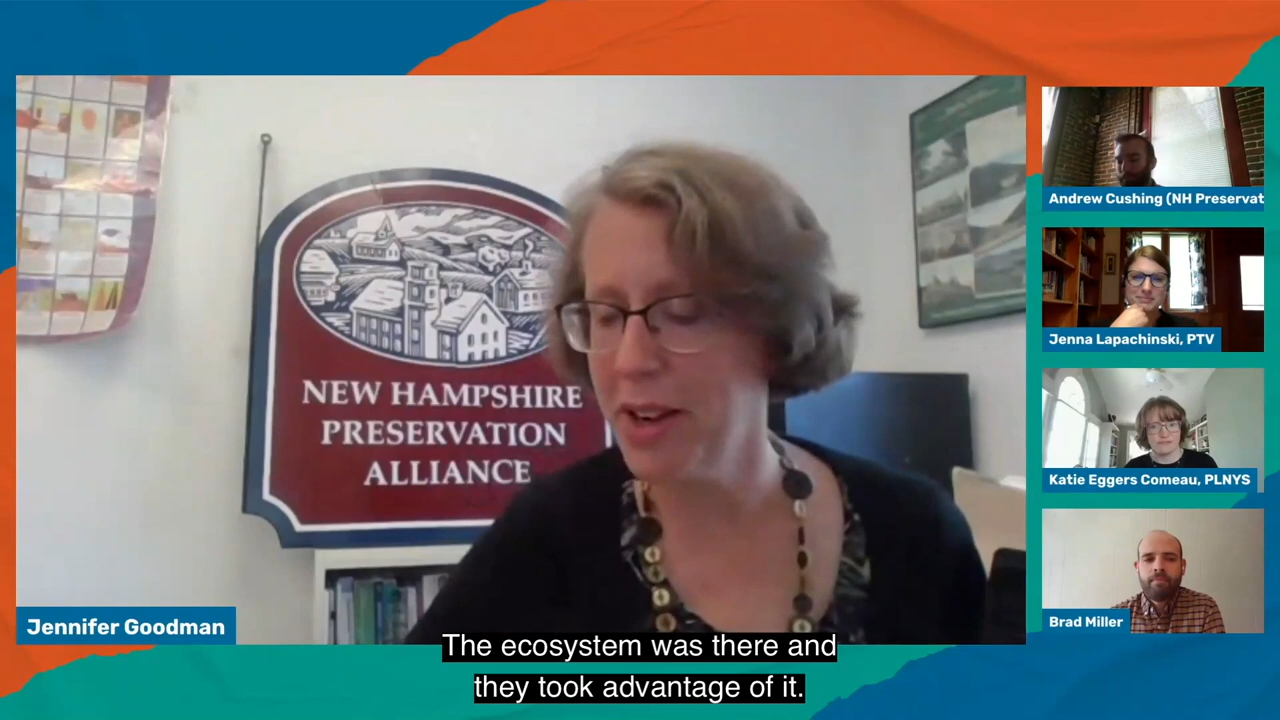 NEW HAMPSHIRE
PRESERVATION
ALLIANCE
Jennifer Goodman
Andrew Cushing (NH Preservat
Jenna Lapachinski, PTV
Katie Eggers Comeau, PLNYS
Brad Miller
The ecosystem was there and
they took advantage of it.